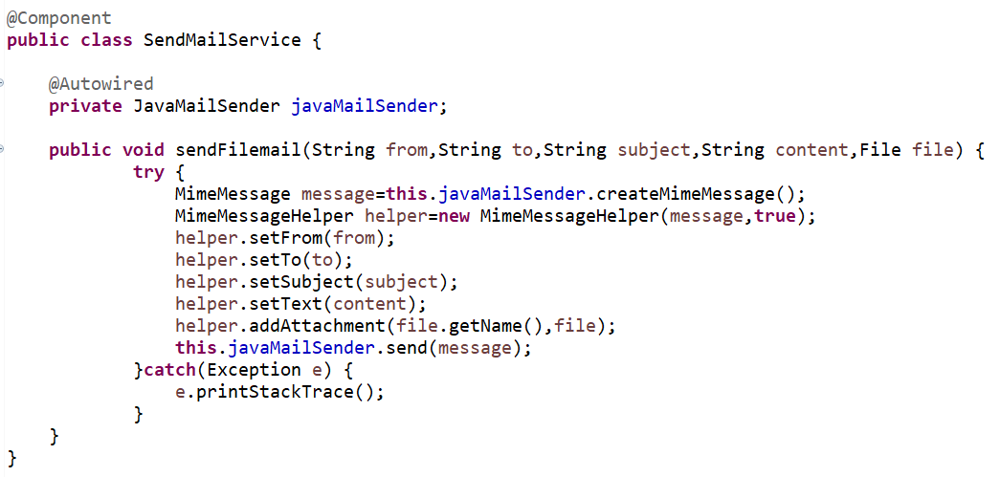 @Component
public class SendMailService {
@Autowired
private JavaMailSender javaMailSender;
public void sendFilemail(String from,String to,String subject,String content,File file) {
try {
MimeMessage message=this.javaMailSender.createMimeMessage();
MimeMessageHelper helper=new MimeMessageHelper(message,true);
helper.setFrom(from);
helper.setTo(to);
helper.setSubject(subject);
helper.setText(content);
helper.addAttachment(file.getName(),file);
this.javaMailSender.send(message);
}catch(Exception e) {
e.printStackTrace();
}
}
}